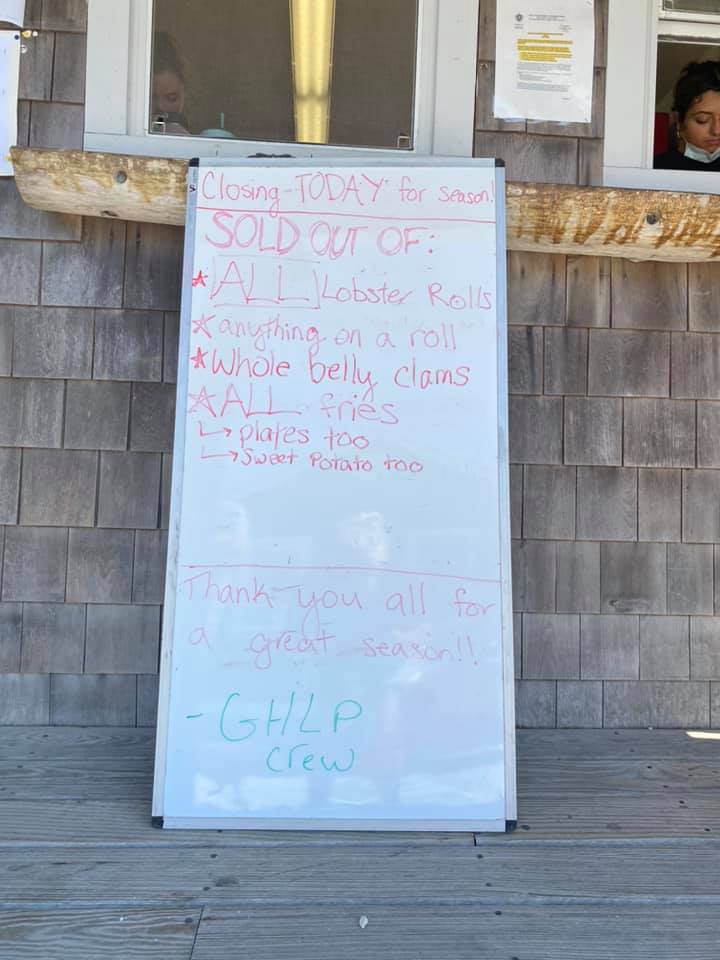 Closing TODAY for season!
SOLD OUT OF:
* ALL Lobster Rolls
* anything on a roll
* Whole belly clams
* ALL fries
↳ plates too
↳ Sweet Potato too
Thank you all for
a great season!!
- GHLP
crew